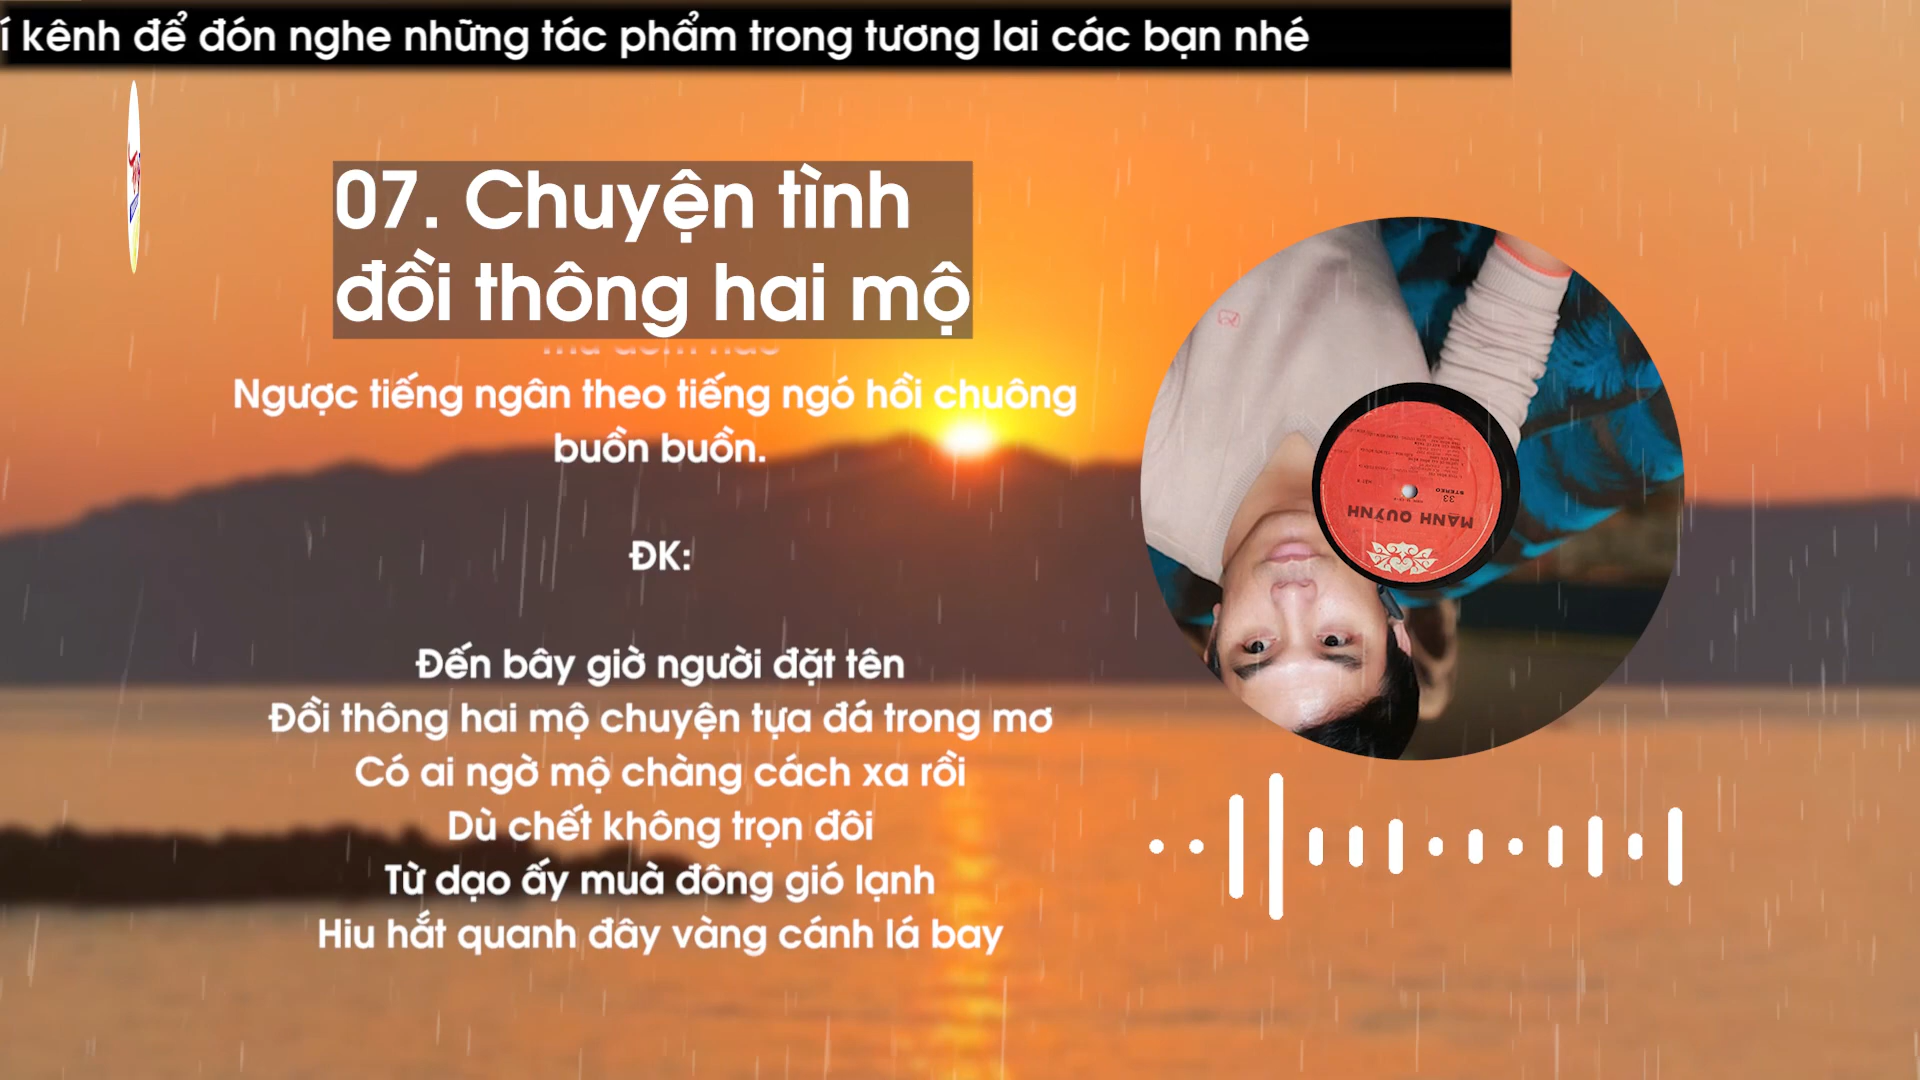 kênh để đón nghe những tác phẩm trong tương lai các bạn nhé
07. Chuyện tình
đồi thông hai mộ
Ngược tiếng ngân theo tiếng ngó hồi chuông
buồn buồn.
ĐK:
Đến bây giờ người đặt tên
Đồi thông hai mộ chuyện tựa đá trong mơ
Có ai ngờ mộ chàng cách xa rồi
Dù chết không trọn đôi
Từ dạo ấy muà đông gió lạnh
Hiu hắt quanh đây vàng cánh lá bay
33
STEREO
MẠNH QUỲNH